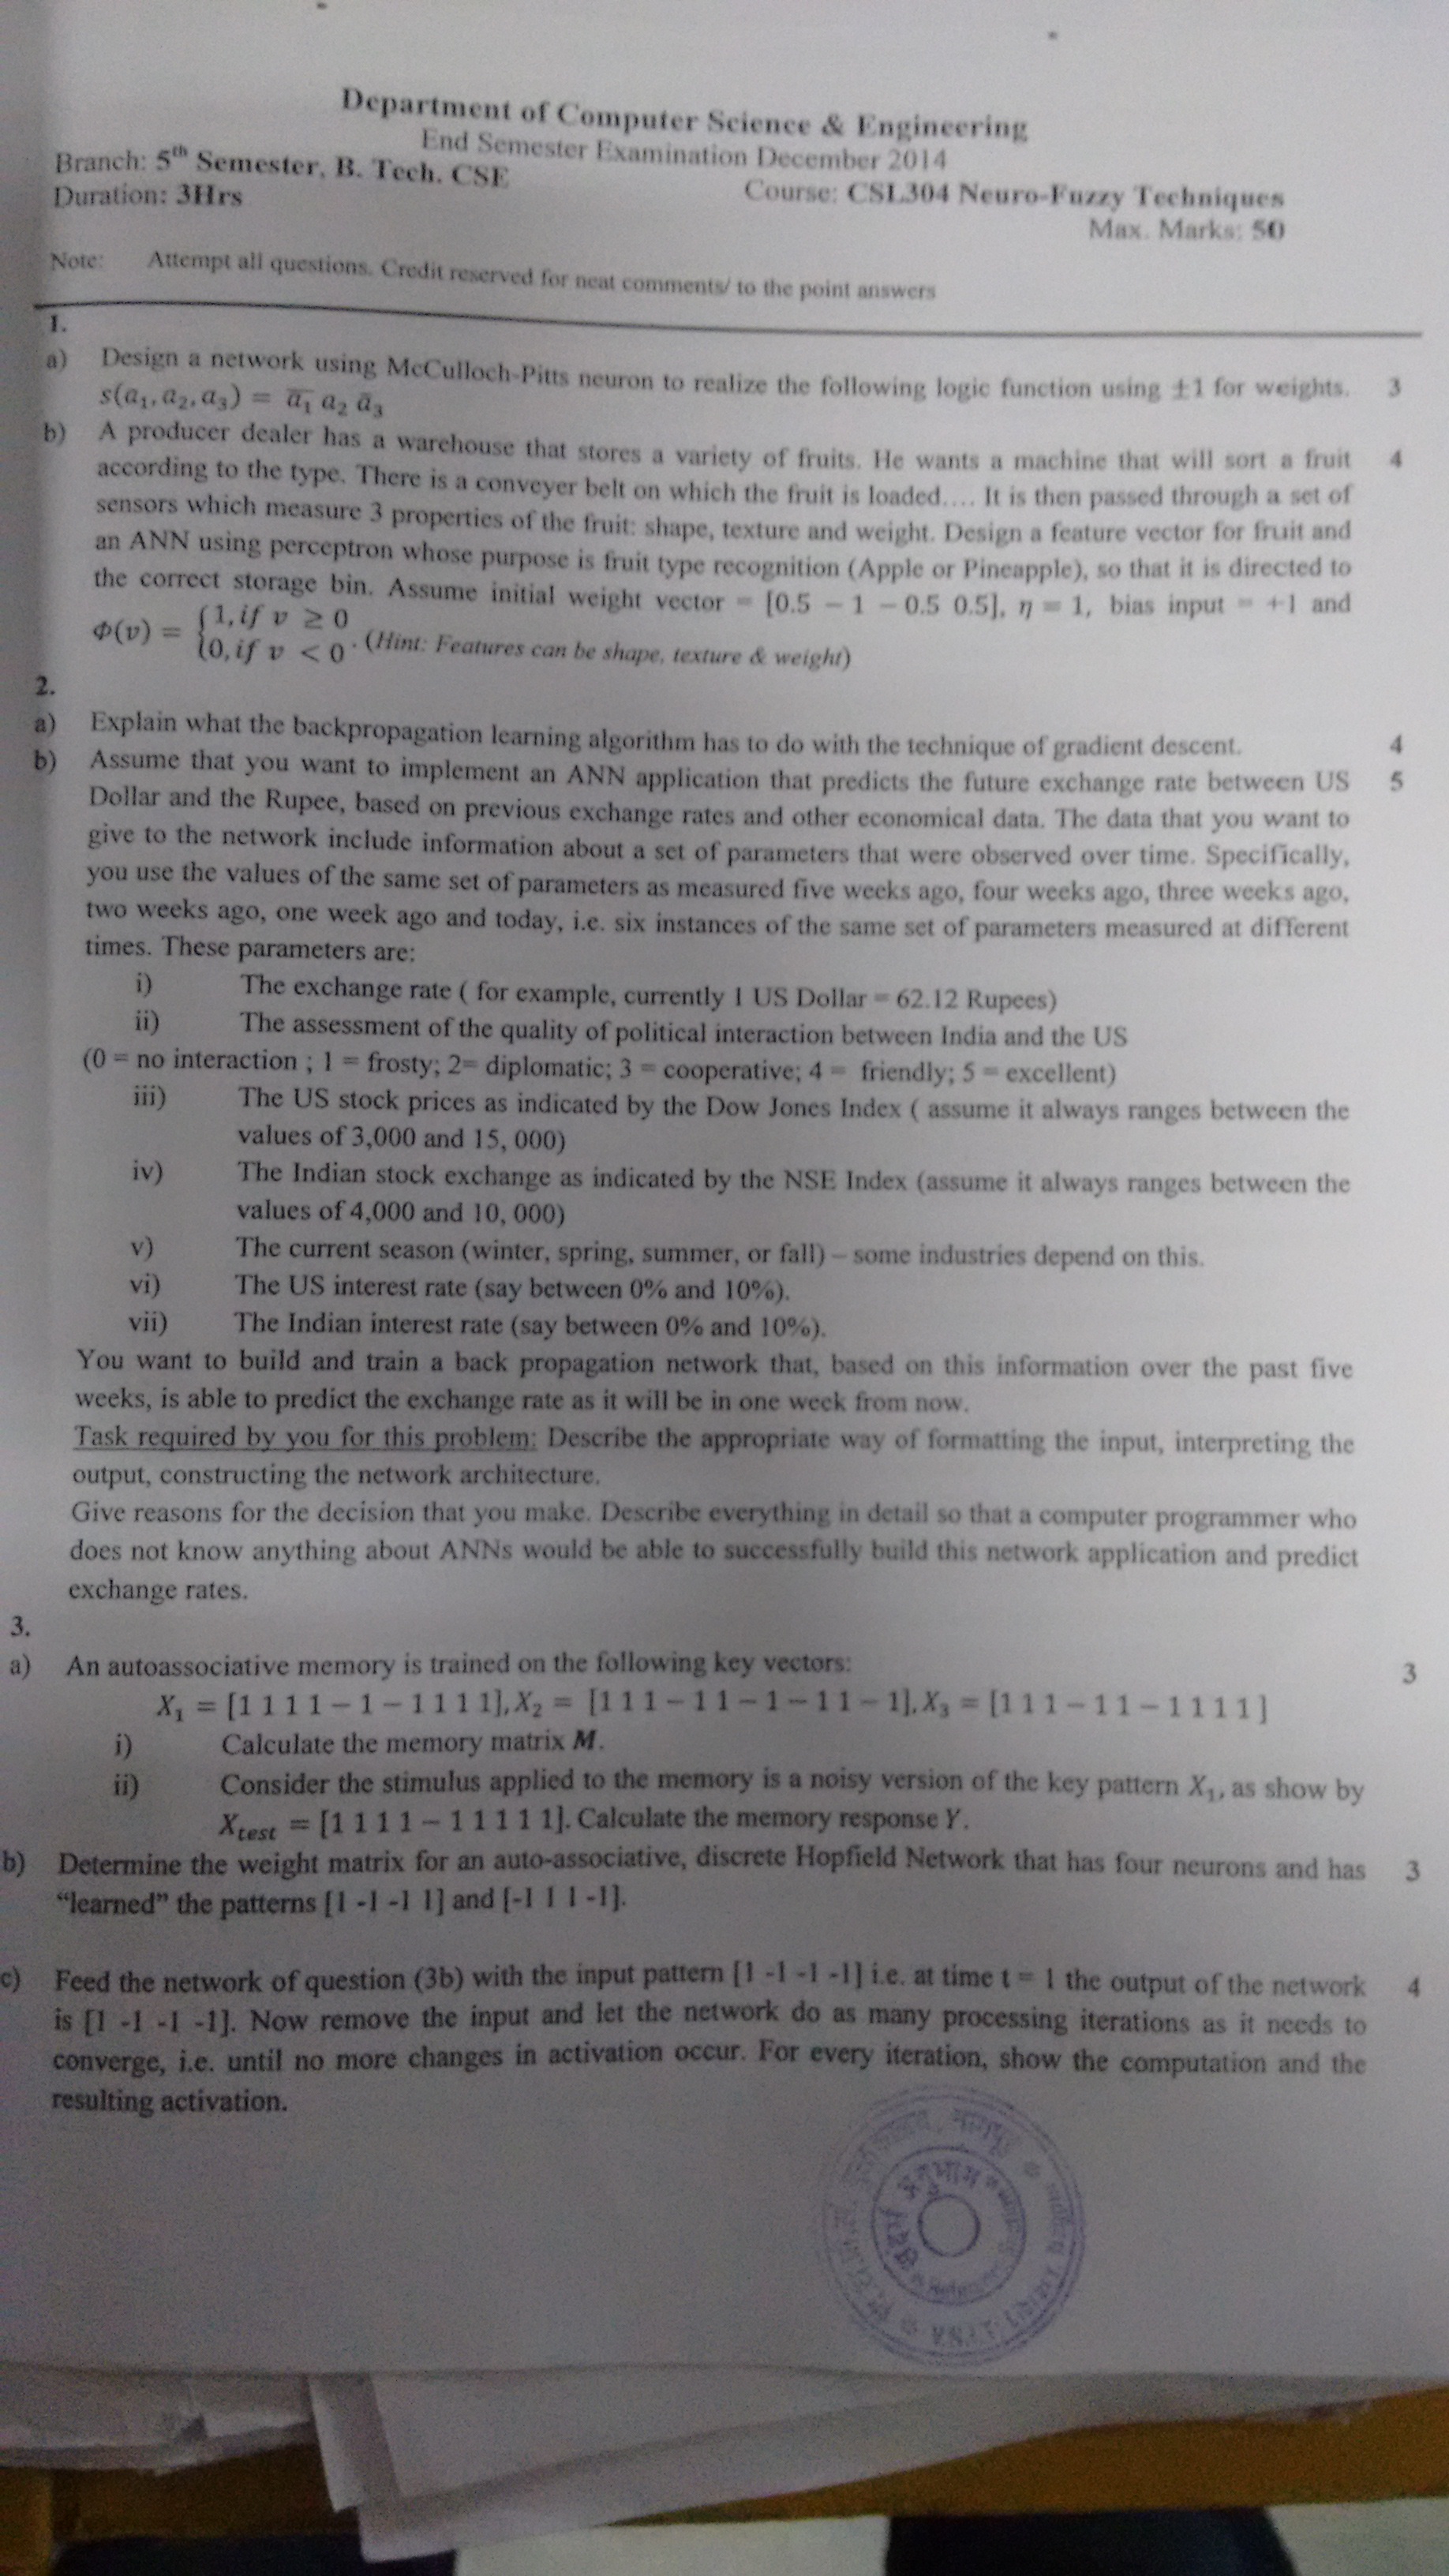 Department of Computer Science & Engineering
End Semester Examination December 2014
Branch: 5th Semester, B. Tech. CSE
Course: CSL304 Neuro-Fuzzy Techniques
Duration: 3Hrs
Max. Marks: 50
Note: Attempt all questions. Credit reserved for neat comments/ to the point answers
1.
a) Design a network using McCulloch-Pitts neuron to realize the following logic function using ±1 for weights. 3
s(a₁, a₂, a₃) = a̅₁ a₂ a̅₃
b) A producer dealer has a warehouse that stores a variety of fruits. He wants a machine that will sort a fruit 4
according to the type. There is a conveyer belt on which the fruit is loaded.... It is then passed through a set of
sensors which measure 3 properties of the fruit: shape, texture and weight. Design a feature vector for fruit and
an ANN using perceptron whose purpose is fruit type recognition (Apple or Pineapple), so that it is directed to
the correct storage bin. Assume initial weight vector = [0.5 − 1 − 0.5 0.5], η = 1, bias input = +1 and
Φ(v) = {1, if v ≥ 0
{0, if v < 0 . (Hint: Features can be shape, texture & weight)
2.
a) Explain what the backpropagation learning algorithm has to do with the technique of gradient descent. 4
b) Assume that you want to implement an ANN application that predicts the future exchange rate between US 5
Dollar and the Rupee, based on previous exchange rates and other economical data. The data that you want to
give to the network include information about a set of parameters that were observed over time. Specifically,
you use the values of the same set of parameters as measured five weeks ago, four weeks ago, three weeks ago,
two weeks ago, one week ago and today, i.e. six instances of the same set of parameters measured at different
times. These parameters are:
i) The exchange rate ( for example, currently 1 US Dollar = 62.12 Rupees)
ii) The assessment of the quality of political interaction between India and the US
(0 = no interaction ; 1 = frosty; 2= diplomatic; 3 = cooperative; 4 = friendly; 5 = excellent)
iii) The US stock prices as indicated by the Dow Jones Index ( assume it always ranges between the
values of 3,000 and 15, 000)
iv) The Indian stock exchange as indicated by the NSE Index (assume it always ranges between the
values of 4,000 and 10, 000)
v) The current season (winter, spring, summer, or fall) – some industries depend on this.
vi) The US interest rate (say between 0% and 10%).
vii) The Indian interest rate (say between 0% and 10%).
You want to build and train a back propagation network that, based on this information over the past five
weeks, is able to predict the exchange rate as it will be in one week from now.
Task required by you for this problem: Describe the appropriate way of formatting the input, interpreting the
output, constructing the network architecture.
Give reasons for the decision that you make. Describe everything in detail so that a computer programmer who
does not know anything about ANNs would be able to successfully build this network application and predict
exchange rates.
3.
a) An autoassociative memory is trained on the following key vectors: 3
X₁ = [1 1 1 1 − 1 − 1 1 1 1], X₂ = [1 1 1 − 1 1 − 1 − 1 1 − 1], X₃ = [1 1 1 − 1 1 − 1 1 1 1]
i) Calculate the memory matrix M.
ii) Consider the stimulus applied to the memory is a noisy version of the key pattern X₁, as show by
Xtest = [1 1 1 1 − 1 1 1 1 1]. Calculate the memory response Y.
b) Determine the weight matrix for an auto-associative, discrete Hopfield Network that has four neurons and has 3
“learned” the patterns [1 -1 -1 1] and [-1 1 1 -1].
c) Feed the network of question (3b) with the input pattern [1 -1 -1 -1] i.e. at time t = 1 the output of the network 4
is [1 -1 -1 -1]. Now remove the input and let the network do as many processing iterations as it needs to
converge, i.e. until no more changes in activation occur. For every iteration, show the computation and the
resulting activation.